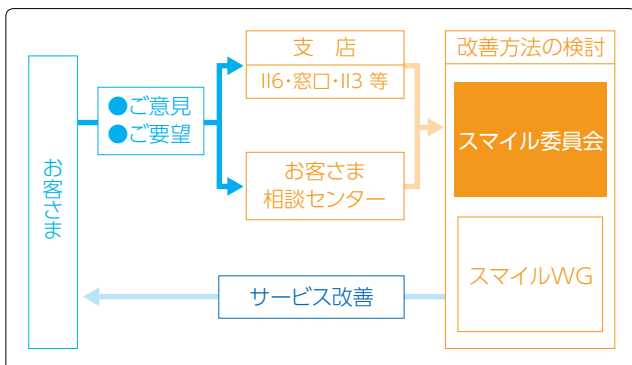 お客さま
●ご意見
●ご要望
支 店
116・窓口・113 等
お客さま
相談センター
改善方法の検討
スマイル委員会
スマイルWG
サービス改善